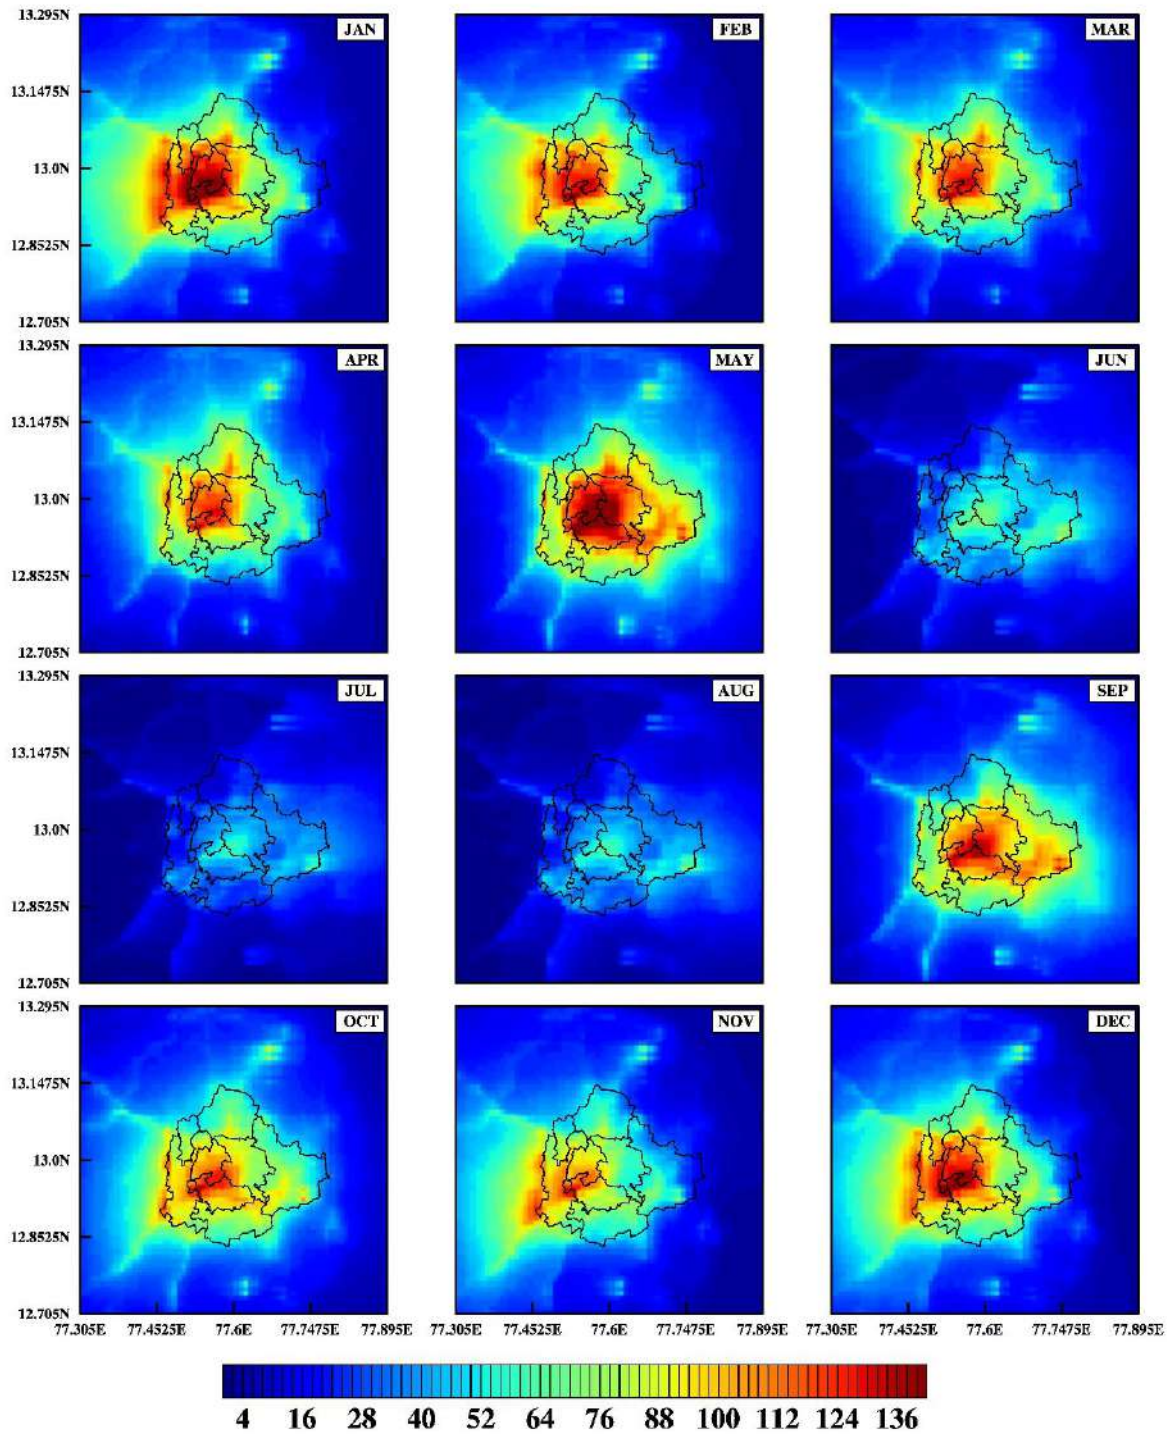 13.295N JAN FEB MAR
13.1475N
13.0N
12.8525N
12.705N
13.295N APR MAY JUN
13.1475N
13.0N
12.8525N
12.705N
13.295N JUL AUG SEP
13.1475N
13.0N
12.8525N
12.705N
13.295N OCT NOV DEC
13.1475N
13.0N
12.8525N
12.705N
77.305E 77.4525E 77.6E 77.7475E 77.895E 77.305E 77.4525E 77.6E 77.7475E 77.895E 77.305E 77.4525E 77.6E 77.7475E 77.895E
4 16 28 40 52 64 76 88 100 112 124 136